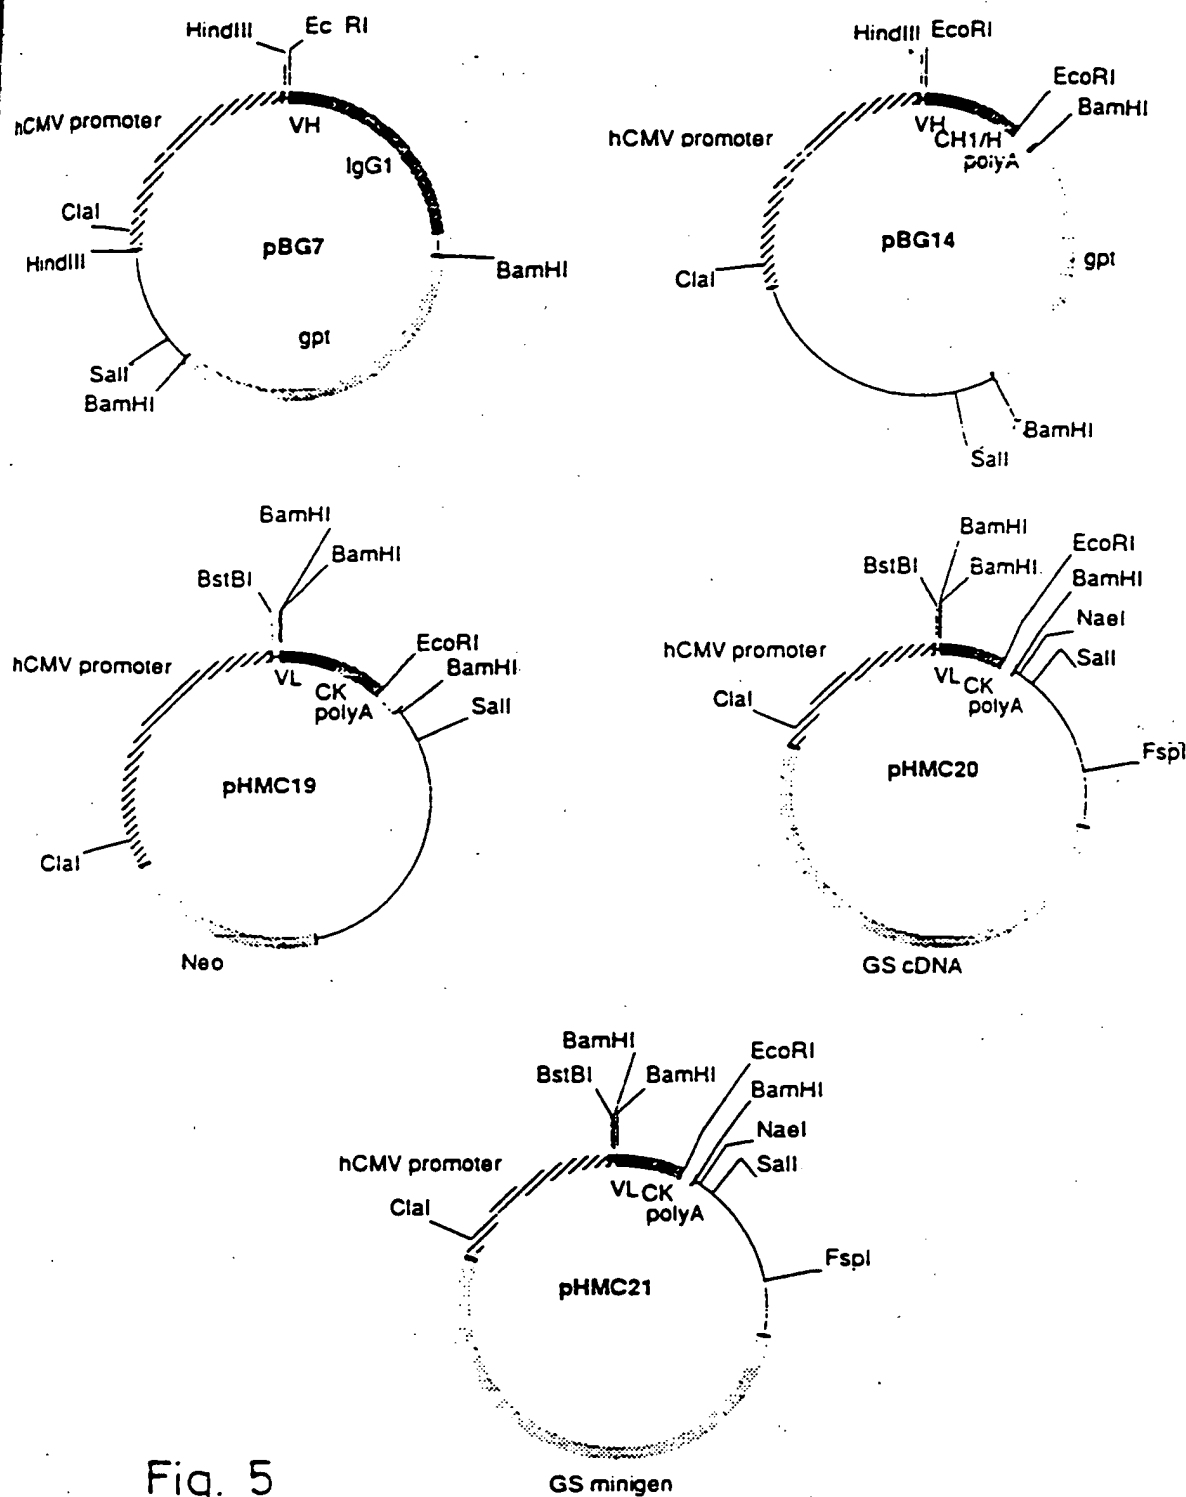 HindIII
Ec RI
hCMV promoter
VH
IgG1
ClaI
HindIII
pBG7
BamHI
gpt
SalI
BamHI
HindIII
EcoRI
EcoRI
BamHI
hCMV promoter
VH
CH1/H
polyA
pBG14
ClaI
gpt
BamHI
SalI
BamHI
BamHI
BstBI
hCMV promoter
EcoRI
BamHI
VL
CK
polyA
SalI
pHMC19
ClaI
Neo
BamHI
EcoRI
BstBI
BamHI
BamHI
NaeI
hCMV promoter
SalI
VL
CK
polyA
ClaI
FspI
pHMC20
GS cDNA
BamHI
EcoRI
BstBI
BamHI
BamHI
NaeI
hCMV promoter
SalI
VL
CK
polyA
ClaI
FspI
pHMC21
GS minigen
Fig. 5